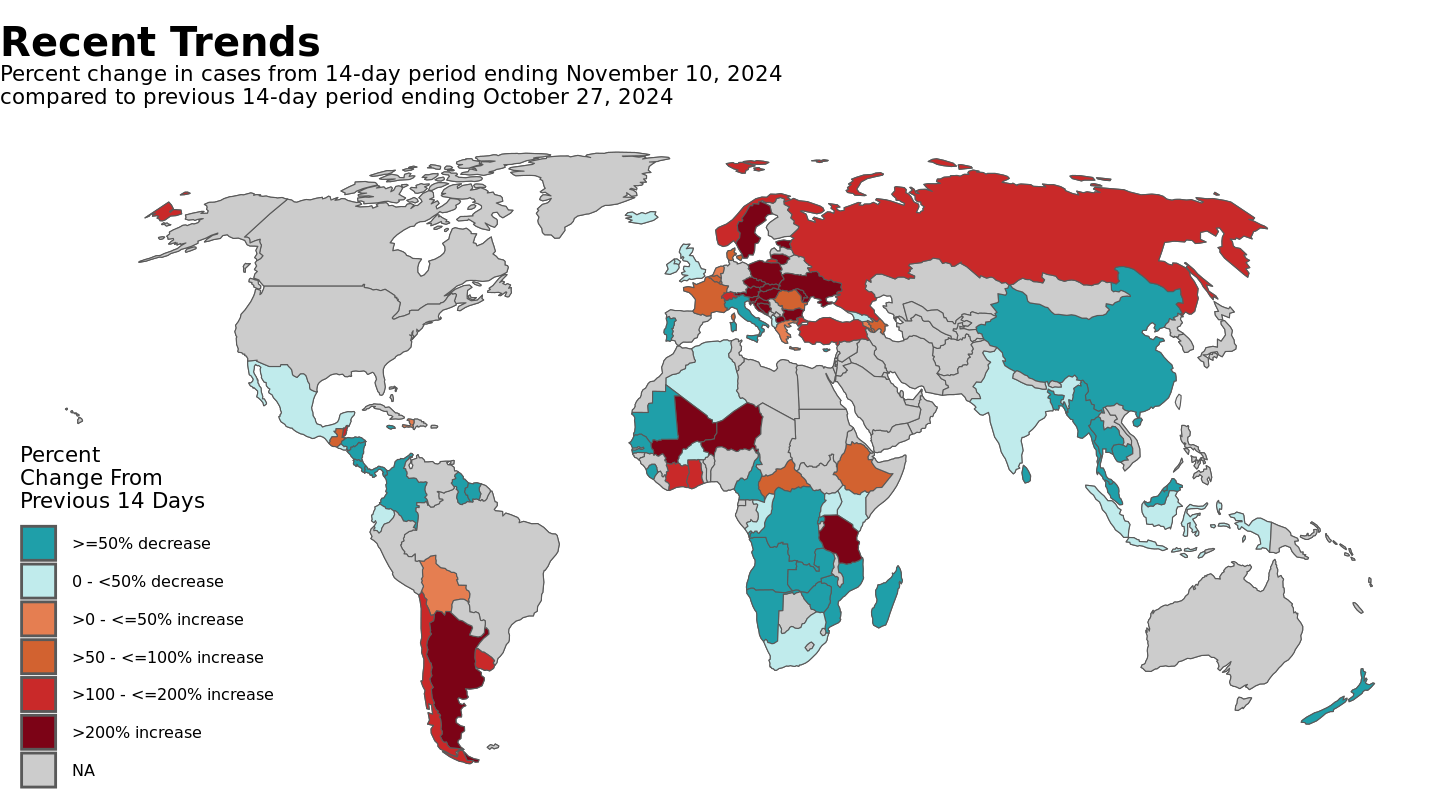 Recent Trends
Percent change in cases from 14-day period ending November 10, 2024
compared to previous 14-day period ending October 27, 2024
Percent
Change From
Previous 14 Days
>=50% decrease
0 - <50% decrease
>0 - <=50% increase
>50 - <=100% increase
>100 - <=200% increase
>200% increase
NA